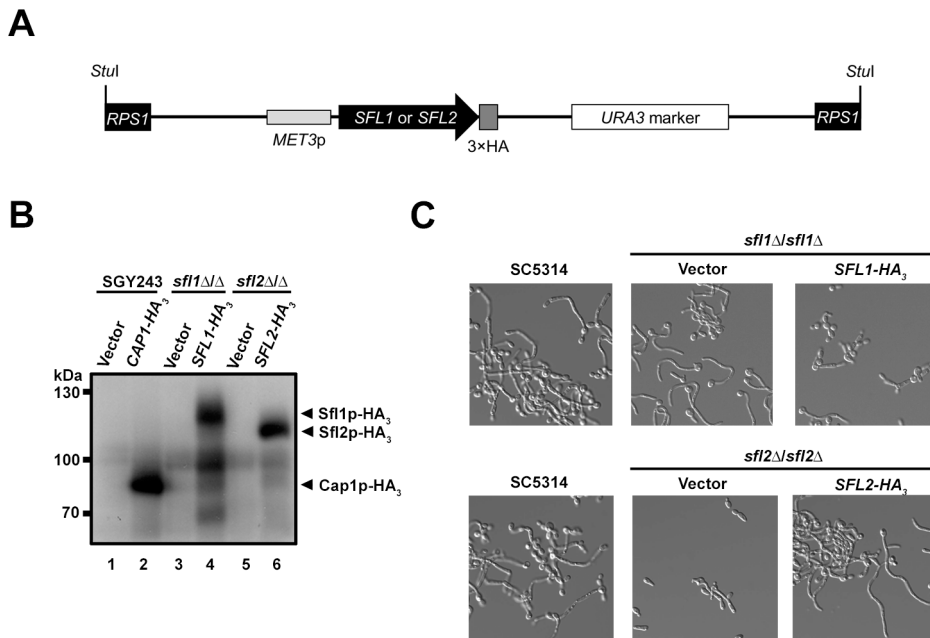 A
StuI
StuI
RPS1
SFL1 or SFL2
URA3 marker
RPS1
MET3p
3×HA
B
SGY243
sfl1Δ/Δ
sfl2Δ/Δ
Vector
CAP1-HA3
Vector
SFL1-HA3
Vector
SFL2-HA3
kDa
130
100
70
Sfl1p-HA3
Sfl2p-HA3
Cap1p-HA3
1 2 3 4 5 6
C
sfl1Δ/sfl1Δ
SC5314
Vector
SFL1-HA3
sfl2Δ/sfl2Δ
SC5314
Vector
SFL2-HA3